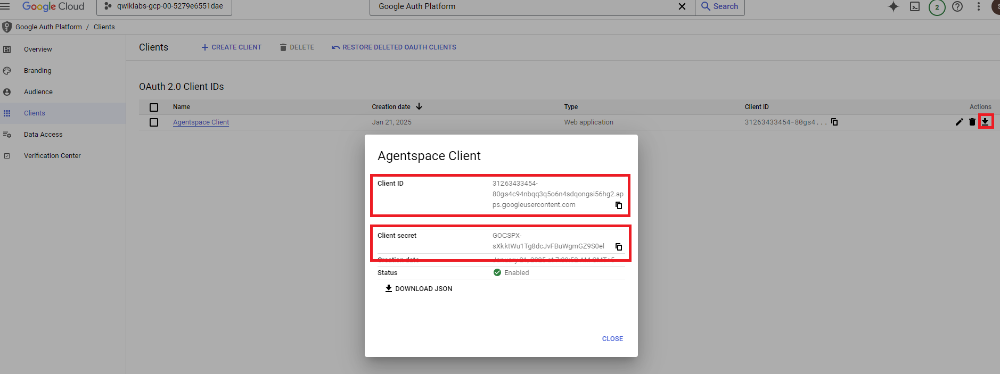 Google Cloud
qwiklabs-gcp-00-5279e6551dae
Google Auth Platform
Search
2
S
Google Auth Platform / Clients
Overview
Branding
Audience
Clients
Data Access
Verification Center
Clients
CREATE CLIENT
DELETE
RESTORE DELETED OAUTH CLIENTS
OAuth 2.0 Client IDs
Name Creation date Type Client ID Actions
Agentspace Client Jan 21, 2025 Web application 31263433454-80gs4...
Agentspace Client
Client ID 31263433454-
80gs4c94nbqq3q5o6n4sdqongsi56hg2.ap
ps.googleusercontent.com
Client secret GOCSPX-
sXkktWu1Tg8dcJvFBuWgmGZ9S0el
Creation date January 21, 2025 at
Status Enabled
DOWNLOAD JSON
CLOSE